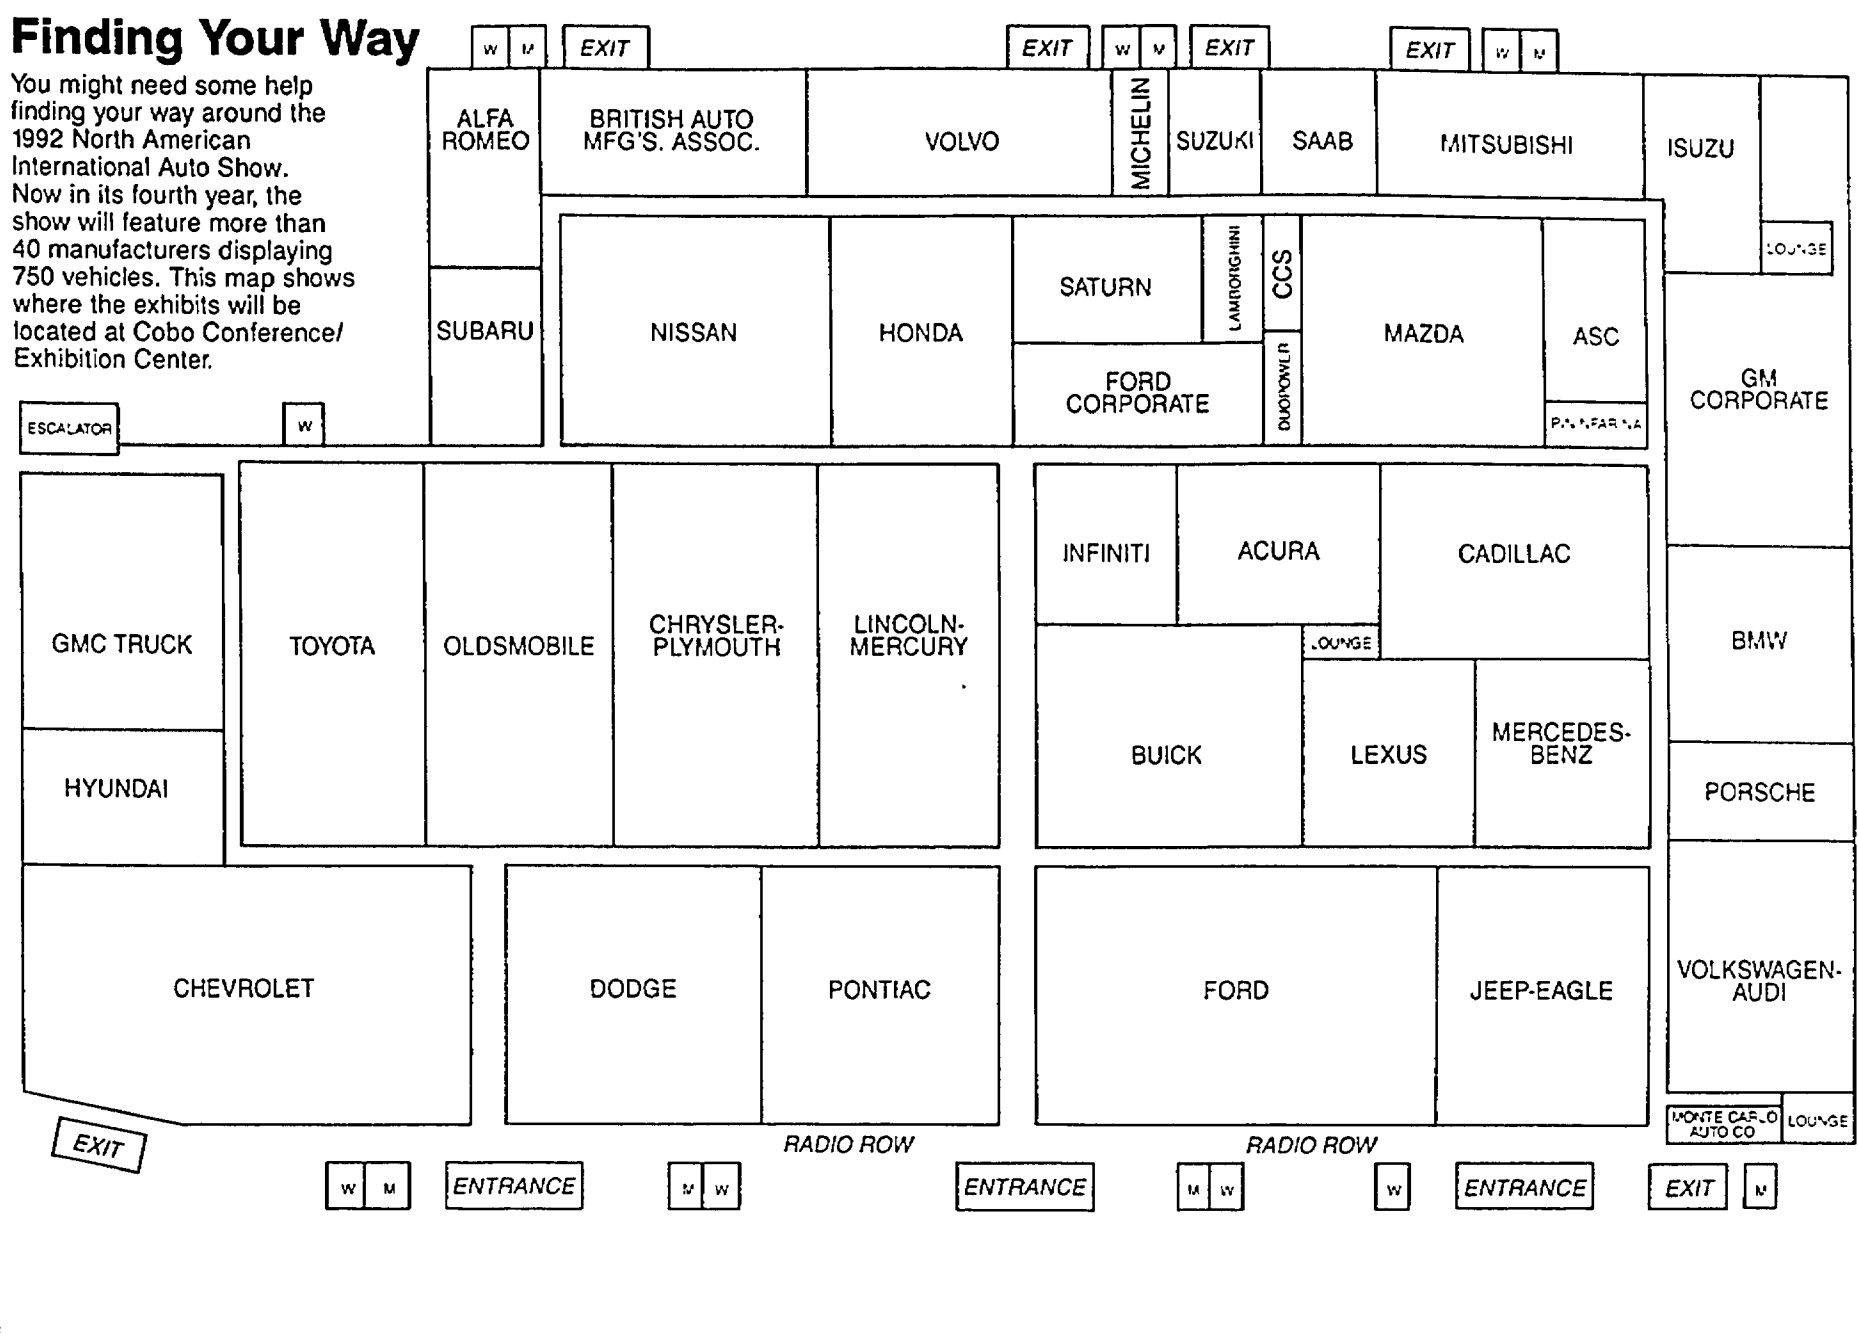 Finding Your Way
You might need some help
finding your way around the
1992 North American
International Auto Show.
Now in its fourth year, the
show will feature more than
40 manufacturers displaying
750 vehicles. This map shows
where the exhibits will be
located at Cobo Conference/
Exhibition Center.
W M EXIT
EXIT W M EXIT
EXIT W M
ALFA
ROMEO
BRITISH AUTO
MFG'S. ASSOC.
VOLVO
MICHELIN
SUZUKI
SAAB
MITSUBISHI
ISUZU
LOUNGE
SUBARU
NISSAN
HONDA
SATURN
LAMBORGHINI
CCS
FORD
CORPORATE
DUOPOWER
MAZDA
ASC
PININFARINA
GM
CORPORATE
ESCALATOR
W
GMC TRUCK
TOYOTA
OLDSMOBILE
CHRYSLER-
PLYMOUTH
LINCOLN-
MERCURY
INFINITI
ACURA
CADILLAC
LOUNGE
BMW
HYUNDAI
BUICK
LEXUS
MERCEDES-
BENZ
PORSCHE
CHEVROLET
DODGE
PONTIAC
FORD
JEEP-EAGLE
VOLKSWAGEN-
AUDI
MONTE CARLO
AUTO CO
LOUNGE
EXIT
RADIO ROW
RADIO ROW
W M
ENTRANCE
M W
ENTRANCE
M W
W
ENTRANCE
EXIT
M